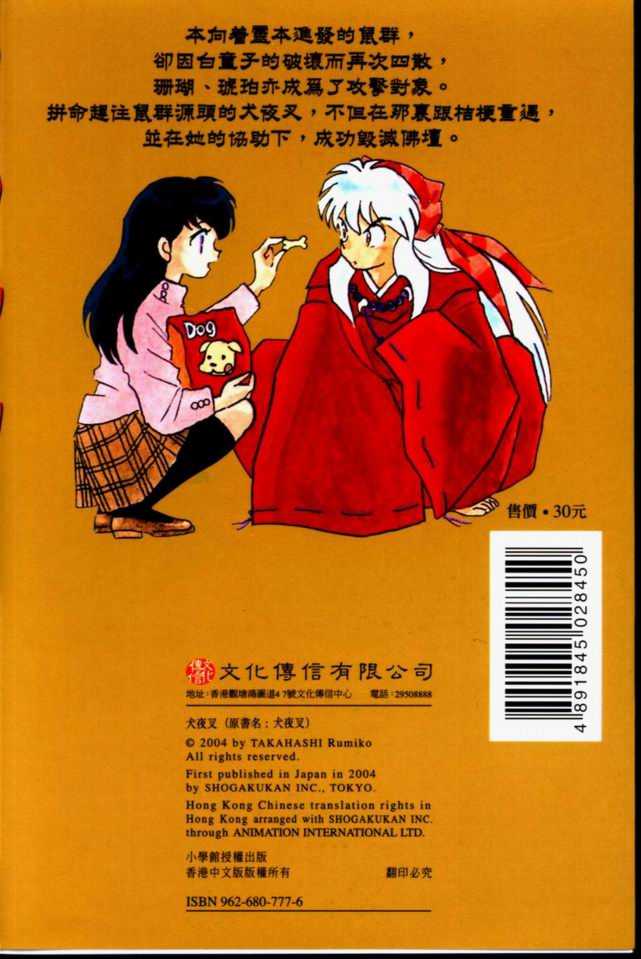 本向着靈本進發的鼠群，
卻因白童子的破壞而再次四散，
珊瑚、琥珀亦成爲了攻擊對象。
拼命趕往鼠群源頭的犬夜叉，不但在那裏跟桔梗重遇，
並在她的協助下，成功毀滅佛壇。
Dog
售價•30元
4 891845 028450
傳文信化 文化傳信有限公司
地址：香港觀塘鴻圖道47號文化傳信中心 電話：29508888
犬夜叉（原書名：犬夜叉）
© 2004 by TAKAHASHI Rumiko
All rights reserved.
First published in Japan in 2004
by SHOGAKUKAN INC., TOKYO.
Hong Kong Chinese translation rights in
Hong Kong arranged with SHOGAKUKAN INC.
through ANIMATION INTERNATIONAL LTD.
小學館授權出版
香港中文版版權所有 翻印必究
ISBN 962-680-777-6